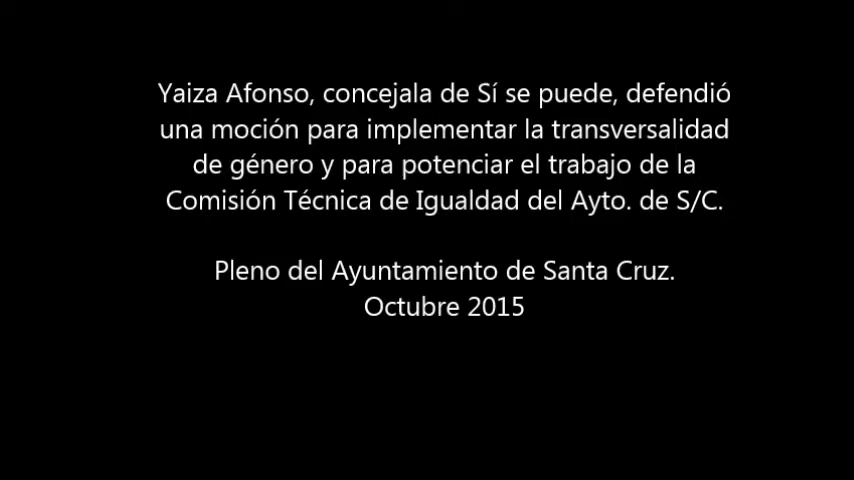 Yaiza Afonso, concejala de Sí se puede, defendió
una moción para implementar la transversalidad
de género y para potenciar el trabajo de la
Comisión Técnica de Igualdad del Ayto. de S/C.
Pleno del Ayuntamiento de Santa Cruz.
Octubre 2015